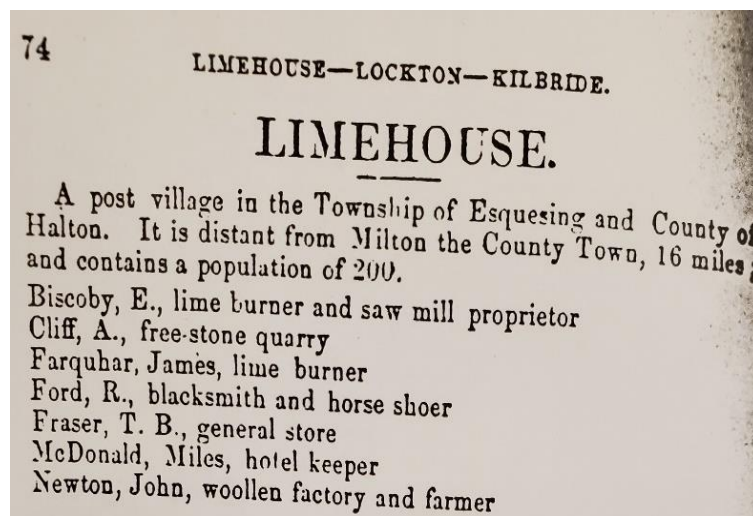 74
LIMEHOUSE—LOCKTON—KILBRIDE.
LIMEHOUSE.
A post village in the Township of Esquesing and County of
Halton. It is distant from Milton the County Town, 16 miles
and contains a population of 200.
Biscoby, E., lime burner and saw mill proprietor
Cliff, A., free-stone quarry
Farquhar, James, lime burner
Ford, R., blacksmith and horse shoer
Fraser, T. B., general store
McDonald, Miles, hotel keeper
Newton, John, woollen factory and farmer